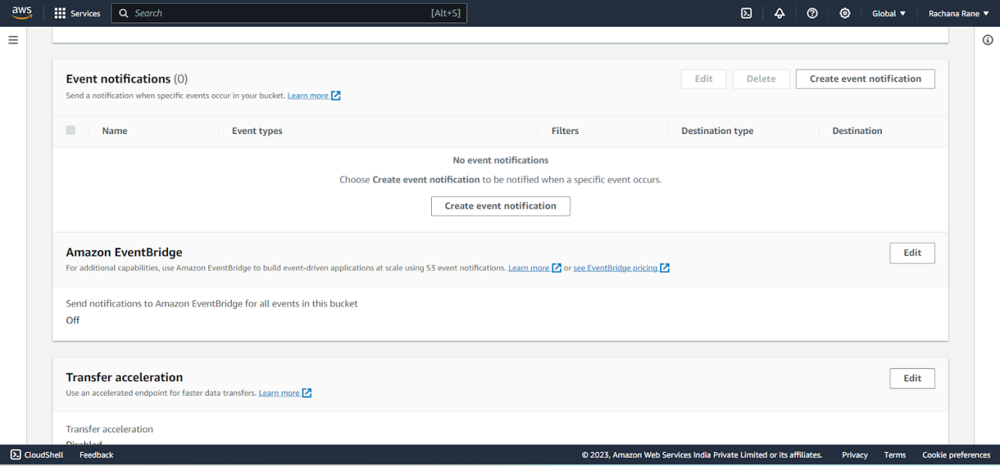 aws Services Search [Alt+S] Global Rachana Rane
Event notifications (0) Edit Delete Create event notification
Send a notification when specific events occur in your bucket. Learn more
Name Event types Filters Destination type Destination
No event notifications
Choose Create event notification to be notified when a specific event occurs.
Create event notification
Amazon EventBridge Edit
For additional capabilities, use Amazon EventBridge to build event-driven applications at scale using S3 event notifications. Learn more or see EventBridge pricing
Send notifications to Amazon EventBridge for all events in this bucket
Off
Transfer acceleration Edit
Use an accelerated endpoint for faster data transfers. Learn more
Transfer acceleration
Disabled
CloudShell Feedback © 2023, Amazon Web Services India Private Limited or its affiliates. Privacy Terms Cookie preferences